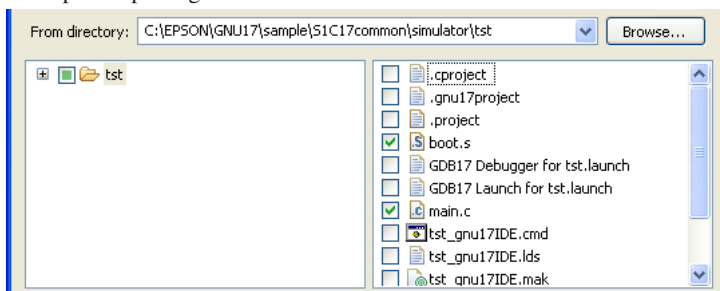 From directory: C:\EPSON\GNU17\sample\S1C17common\simulator\tst Browse...
tst
.cproject
.gnu17project
.project
boot.s
GDB17 Debugger for tst.launch
GDB17 Launch for tst.launch
main.c
tst_gnu17IDE.cmd
tst_gnu17IDE.lds
tst_gnu17IDE.mak